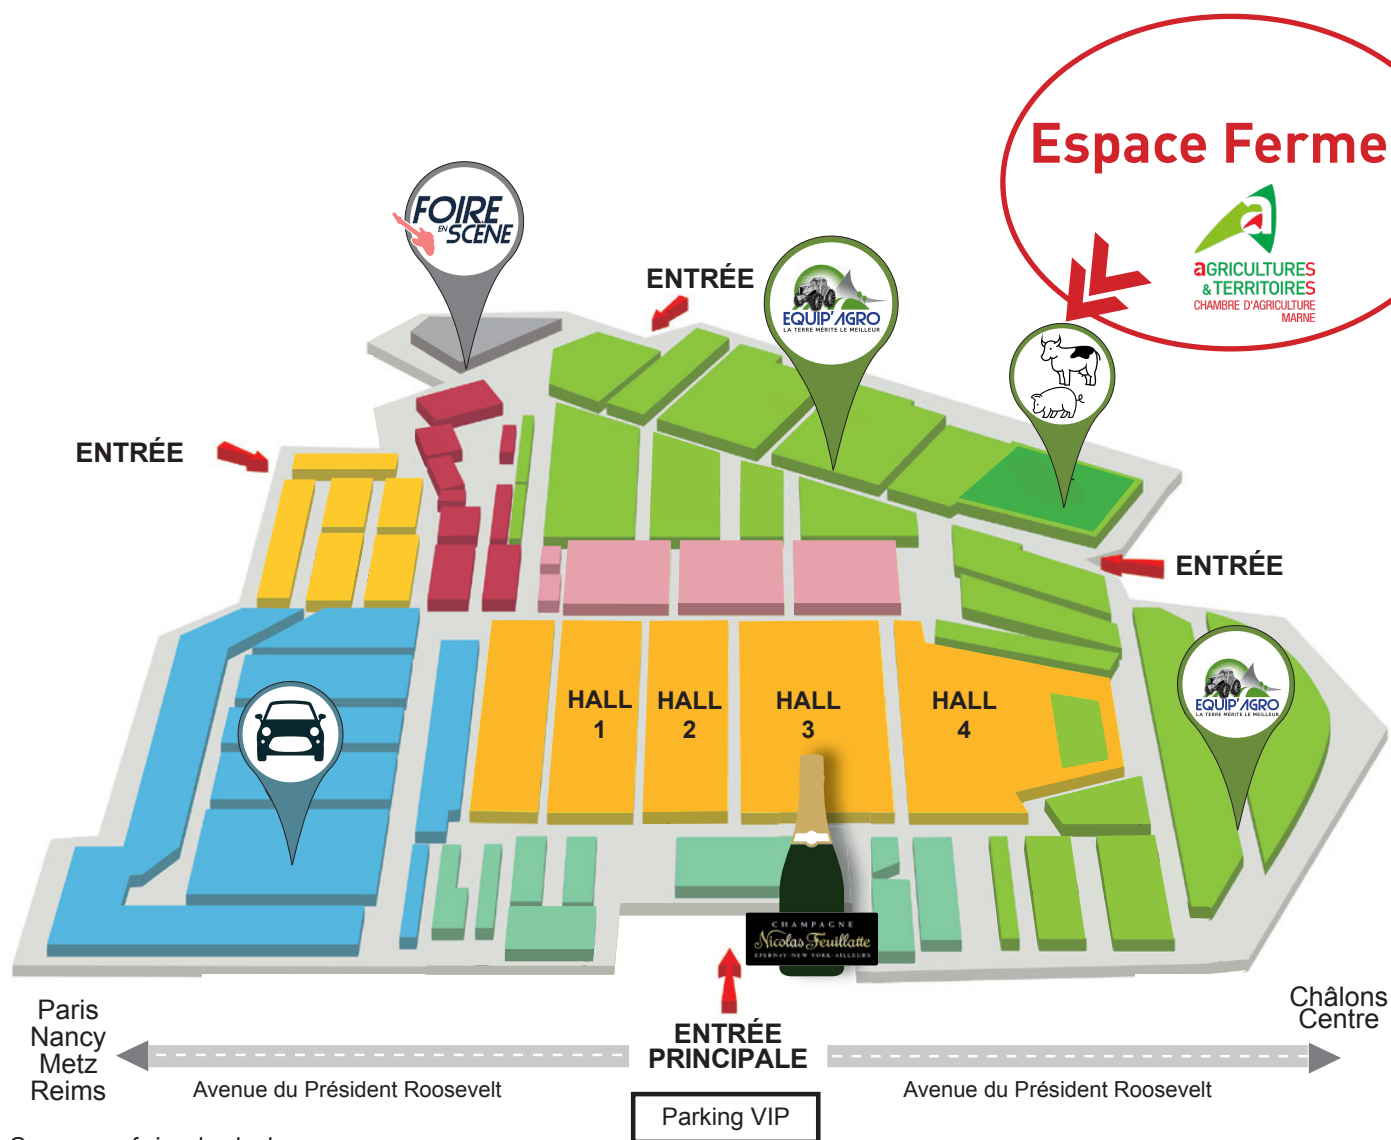 Espace Ferme
a
aGRICULTURES
& TERRITOIRES
CHAMBRE D'AGRICULTURE
MARNE
FOIRE
EN SCÈNE
ENTRÉE
EQUIP'AGRO
LA TERRE MÉRITE LE MEILLEUR
ENTRÉE
ENTRÉE
HALL
1
HALL
2
HALL
3
HALL
4
EQUIP'AGRO
LA TERRE MÉRITE LE MEILLEUR
CHAMPAGNE
Nicolas Feuillatte
EPERNAY-NEW YORK-AILLEURS
Paris
Nancy
Metz
Reims
ENTRÉE
PRINCIPALE
Châlons
Centre
Avenue du Président Roosevelt
Avenue du Président Roosevelt
Parking VIP